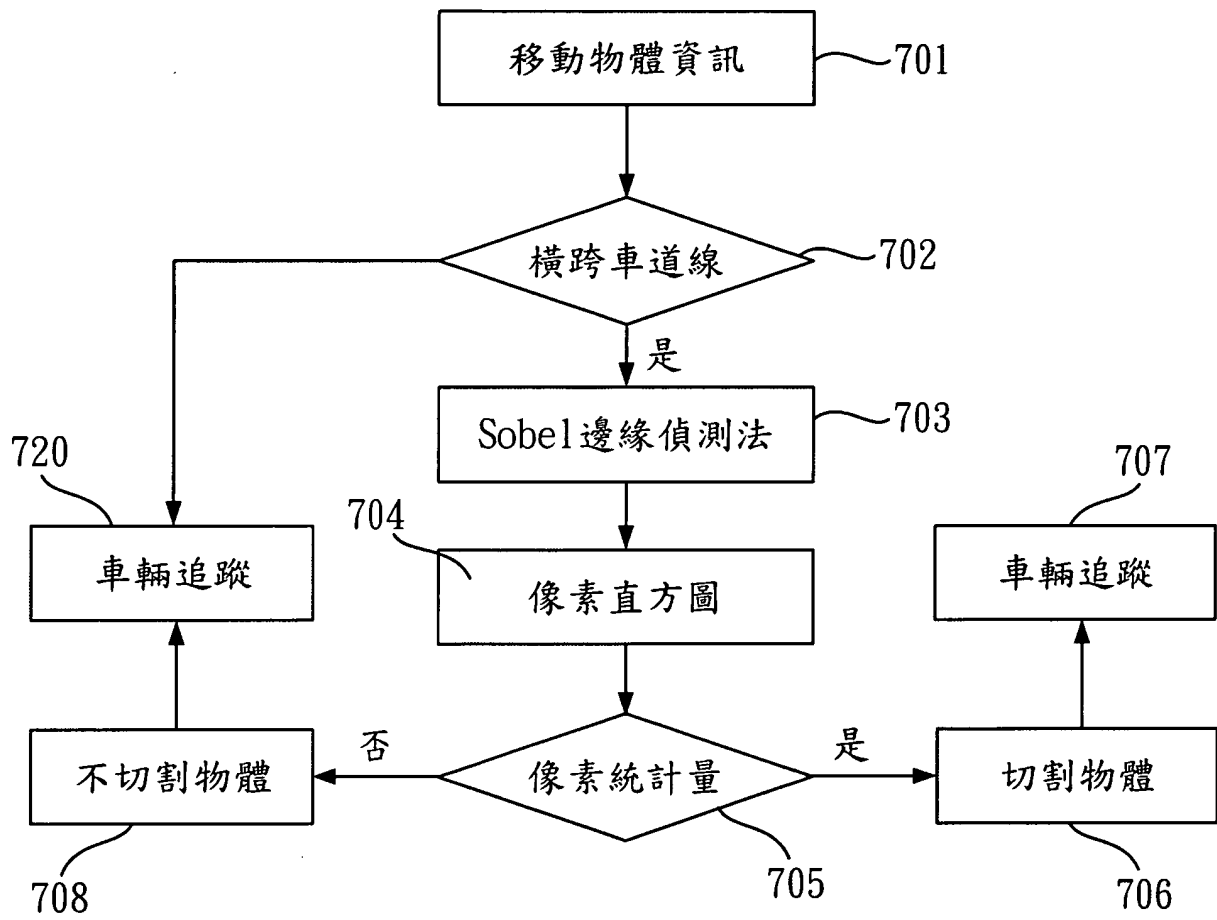 移動物體資訊
701
橫跨車道線
702
是
Sobel邊緣偵測法
703
720
707
704
車輛追蹤
像素直方圖
車輛追蹤
否
是
不切割物體
像素統計量
切割物體
708
705
706